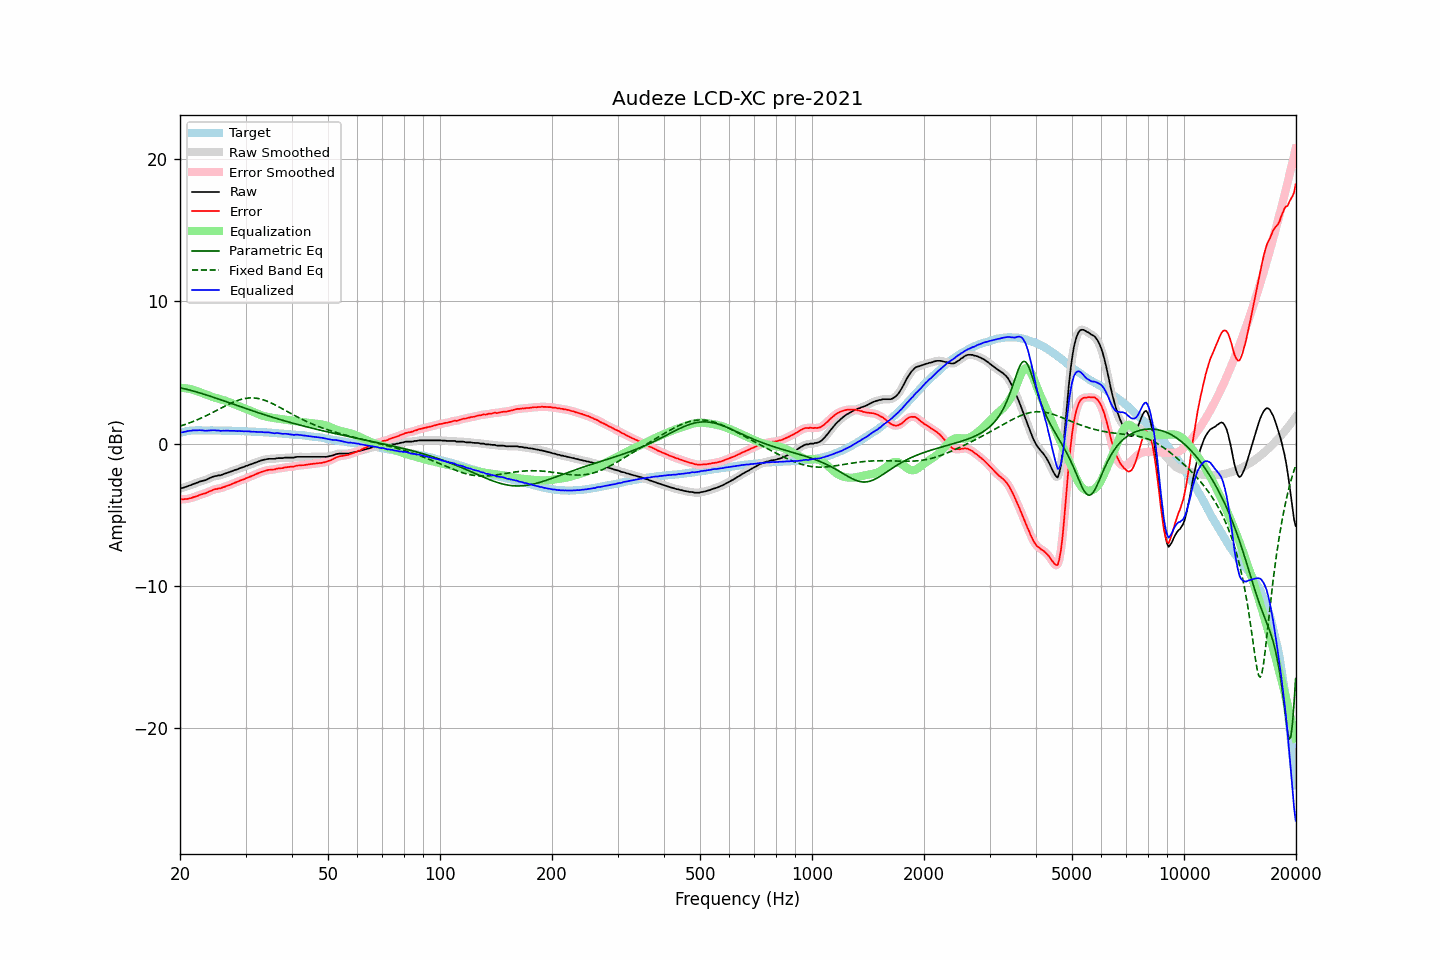 Audeze LCD-XC pre-2021
Target
Raw Smoothed
Error Smoothed
Raw
Error
Equalization
Parametric Eq
Fixed Band Eq
Equalized
20
10
0
−10
−20
Amplitude (dBr)
20 50 100 200 500 1000 2000 5000 10000 20000
Frequency (Hz)